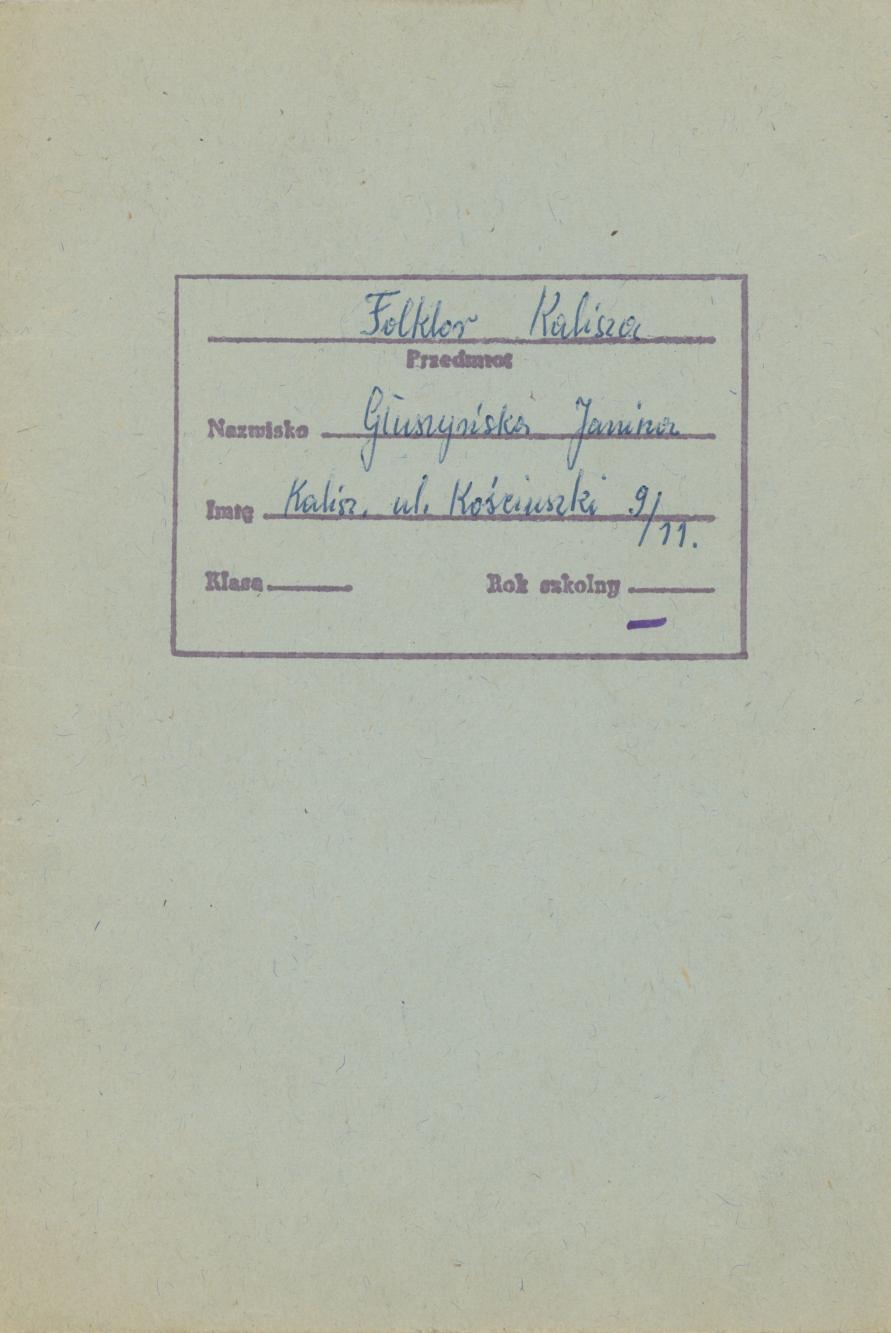 Folklor Kalisza
Przedmiot
Nazwisko Głuszyńska Janina
Imię Kalisz, ul. Kościuszki 9/11.
Klasa Rok szkolny